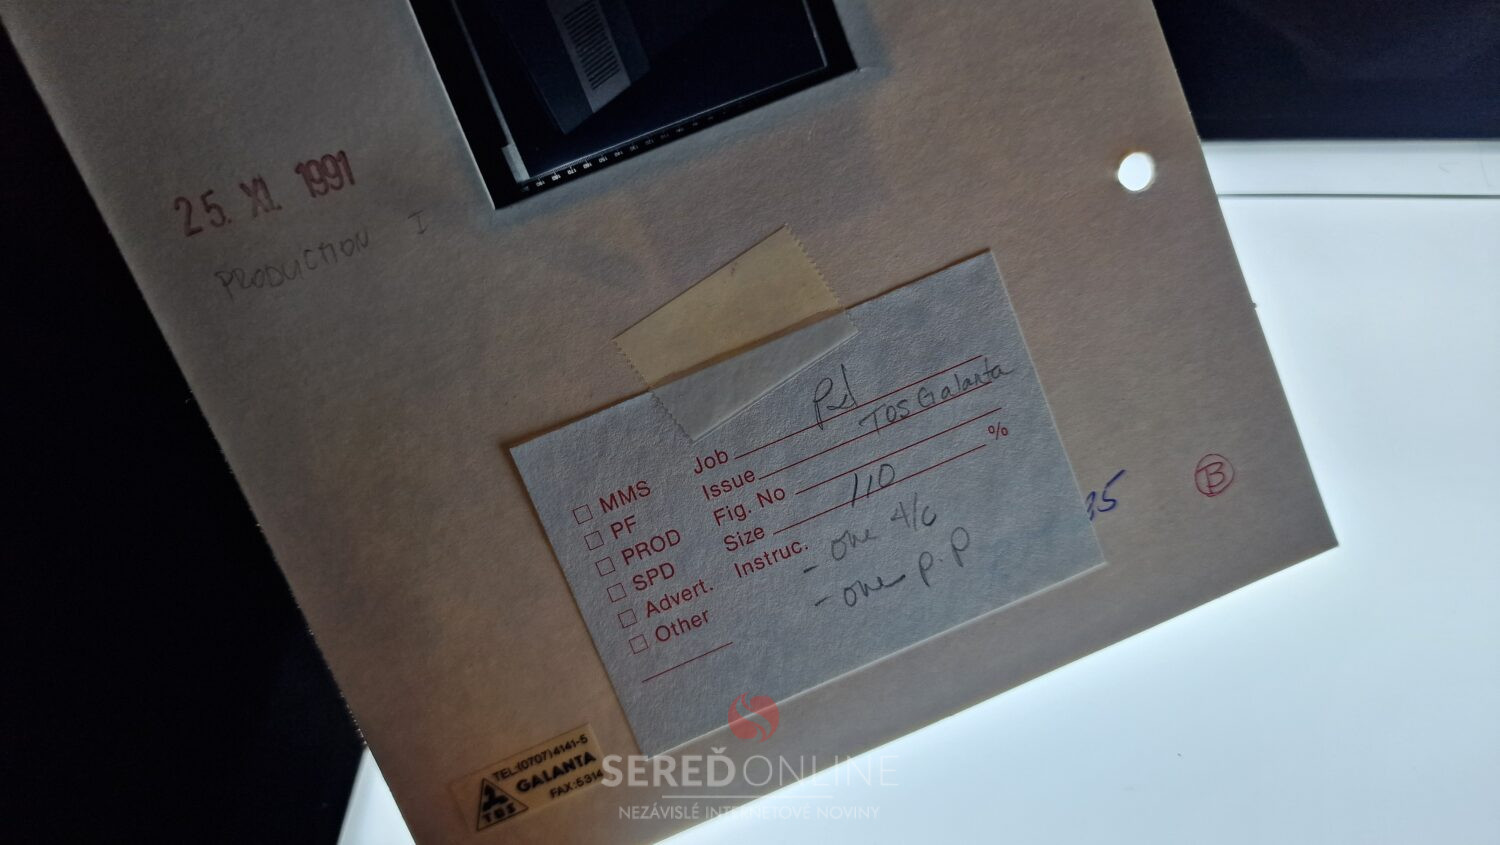 25. XI. 1991
PRODUCTION I
Job
TOS Galanta
Issue
Fig. No
110 %
Size
Instruc.
- one 4/c
- one p.p
MMS
PF
PROD
SPD
Advert.
Other
35
B
TEL:(0707)4141-5
GALANTA
FAX:5314
TOS
SEREĎONLINE
NEZÁVISLÉ INTERNETOVÉ NOVINY